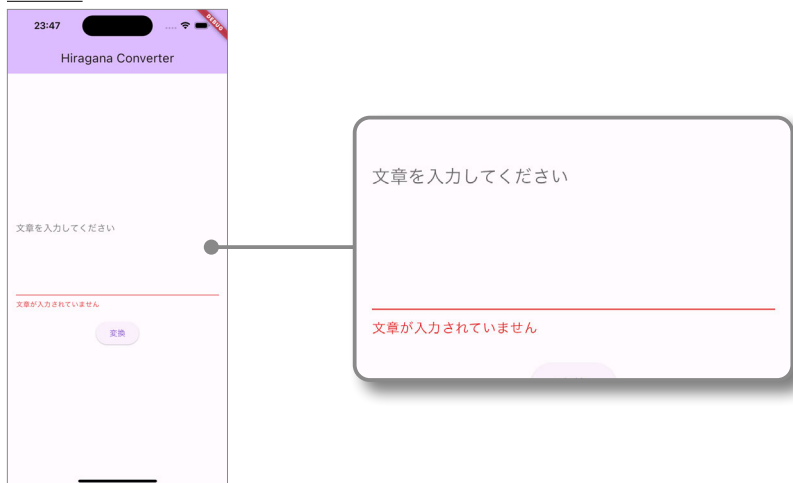 23:47
DEBUG
Hiragana Converter
文章を入力してください
文章が入力されていません
変換
文章を入力してください
文章が入力されていません